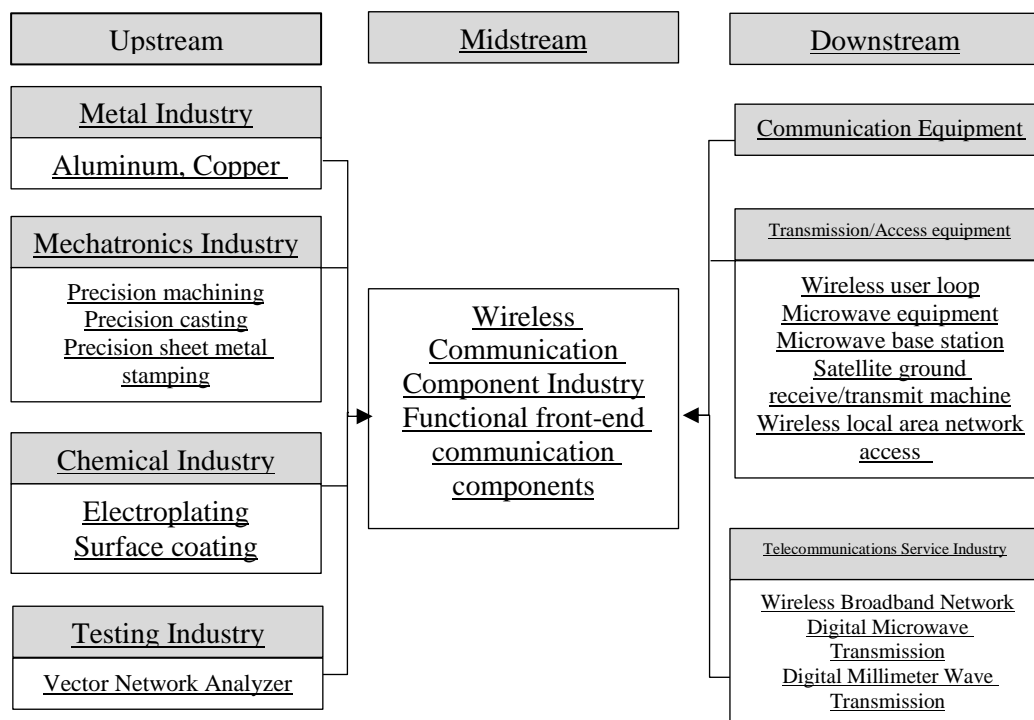 Upstream
Midstream
Downstream
Metal Industry
Aluminum, Copper
Mechatronics Industry
Precision machining
Precision casting
Precision sheet metal
stamping
Chemical Industry
Electroplating
Surface coating
Testing Industry
Vector Network Analyzer
Wireless
Communication
Component Industry
Functional front-end
communication
components
Communication Equipment
Transmission/Access equipment
Wireless user loop
Microwave equipment
Microwave base station
Satellite ground
receive/transmit machine
Wireless local area network
access
Telecommunications Service Industry
Wireless Broadband Network
Digital Microwave
Transmission
Digital Millimeter Wave
Transmission